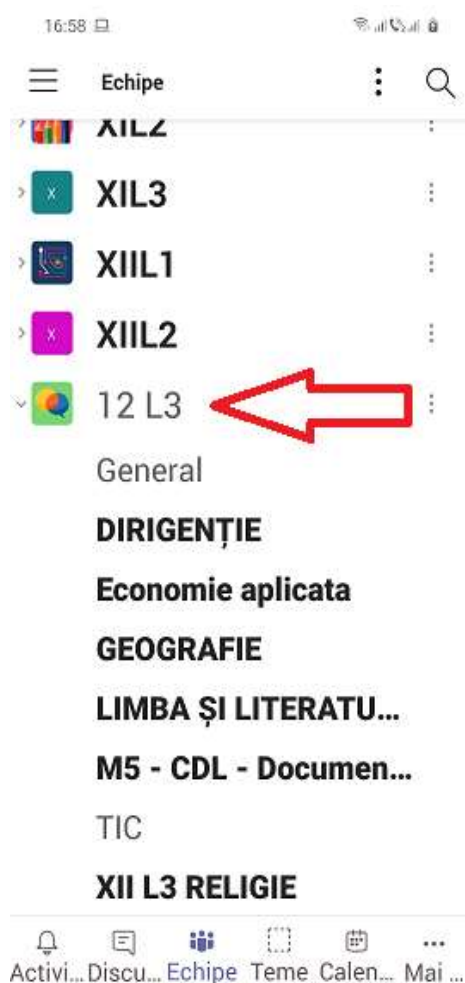 16:58
Echipe
XIL2
X XIL3
XIIL1
X XIIL2
12 L3
General
DIRIGENȚIE
Economie aplicata
GEOGRAFIE
LIMBA ȘI LITERATU...
M5 - CDL - Documen...
TIC
XII L3 RELIGIE
Activi... Discu... Echipe Teme Calen... Mai ...